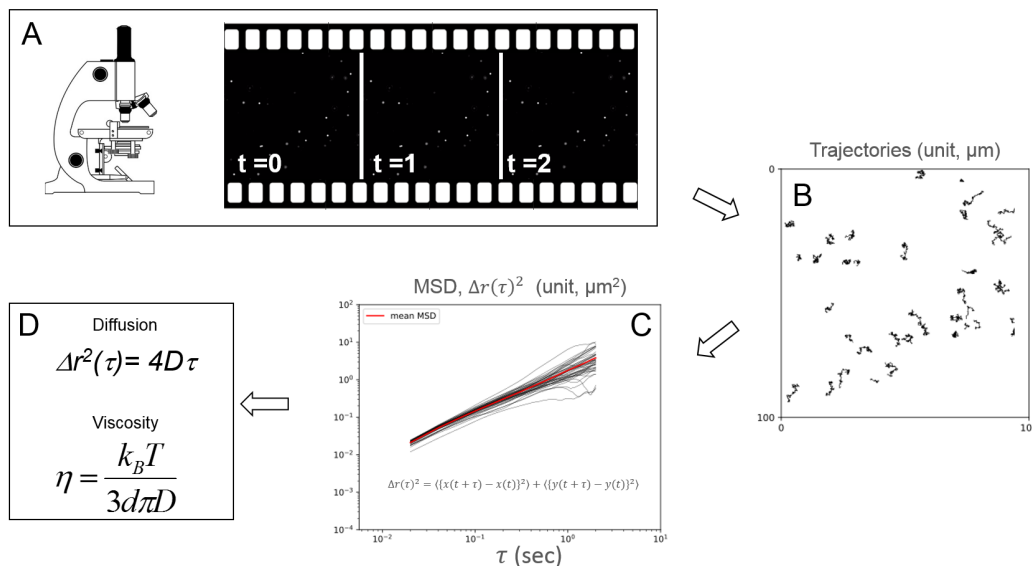 A
t =0
t =1
t =2
Trajectories (unit, μm)
0
B
100
0
10
MSD, Δr(τ)² (unit, μm²)
C
mean MSD
10²
10¹
10⁰
10⁻¹
10⁻²
10⁻³
10⁻⁴
Δr(τ)² = ⟨{x(t + τ) − x(t)}²⟩ + ⟨{y(t + τ) − y(t)}²⟩
10⁻² 10⁻¹ 10⁰ 10¹
τ (sec)
D
Diffusion
Δr²(τ)= 4Dτ
Viscosity
η = k_BT / 3dπD